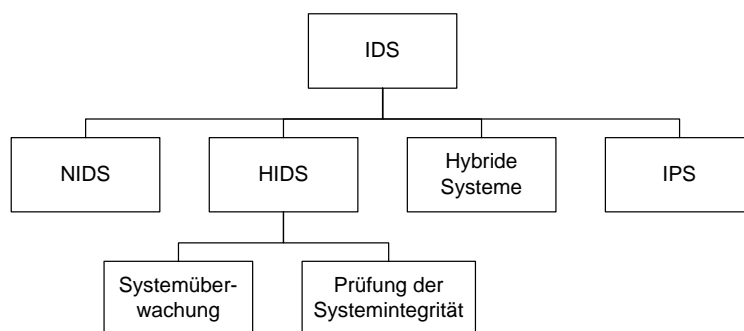 IDS
NIDS
HIDS
Hybride
Systeme
IPS
Systemüber-
wachung
Prüfung der
Systemintegrität